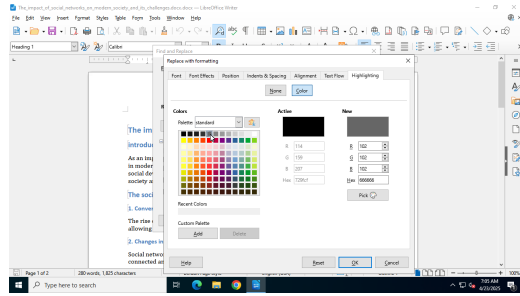 The_impact_of_social_networks_on_modern_society_and_its_challenges.docx.docx — LibreOffice Writer
File Edit View Insert Format Styles Table Form Tools Window Help
Heading 1
Calibri
Find and Replace
Replace with formatting
Font Font Effects Position Indents & Spacing Alignment Text Flow Highlighting
None Color
Colors
Active
New
Palette: standard
R 114
R 102
G 159
G 102
B 207
B 102
Hex 729fcf
Hex 666666
Pick
Recent Colors
Custom Palette
Add Delete
Help Reset OK Cancel
The im
introduc
As an imp
in modern
social dev
society a
The soci
1. Conver
The rise
allowing
2. Changes in
Social networ
connected an
Page 1 of 2 280 words, 1,825 characters
100%
Type here to search
7:05 AM
4/23/2025